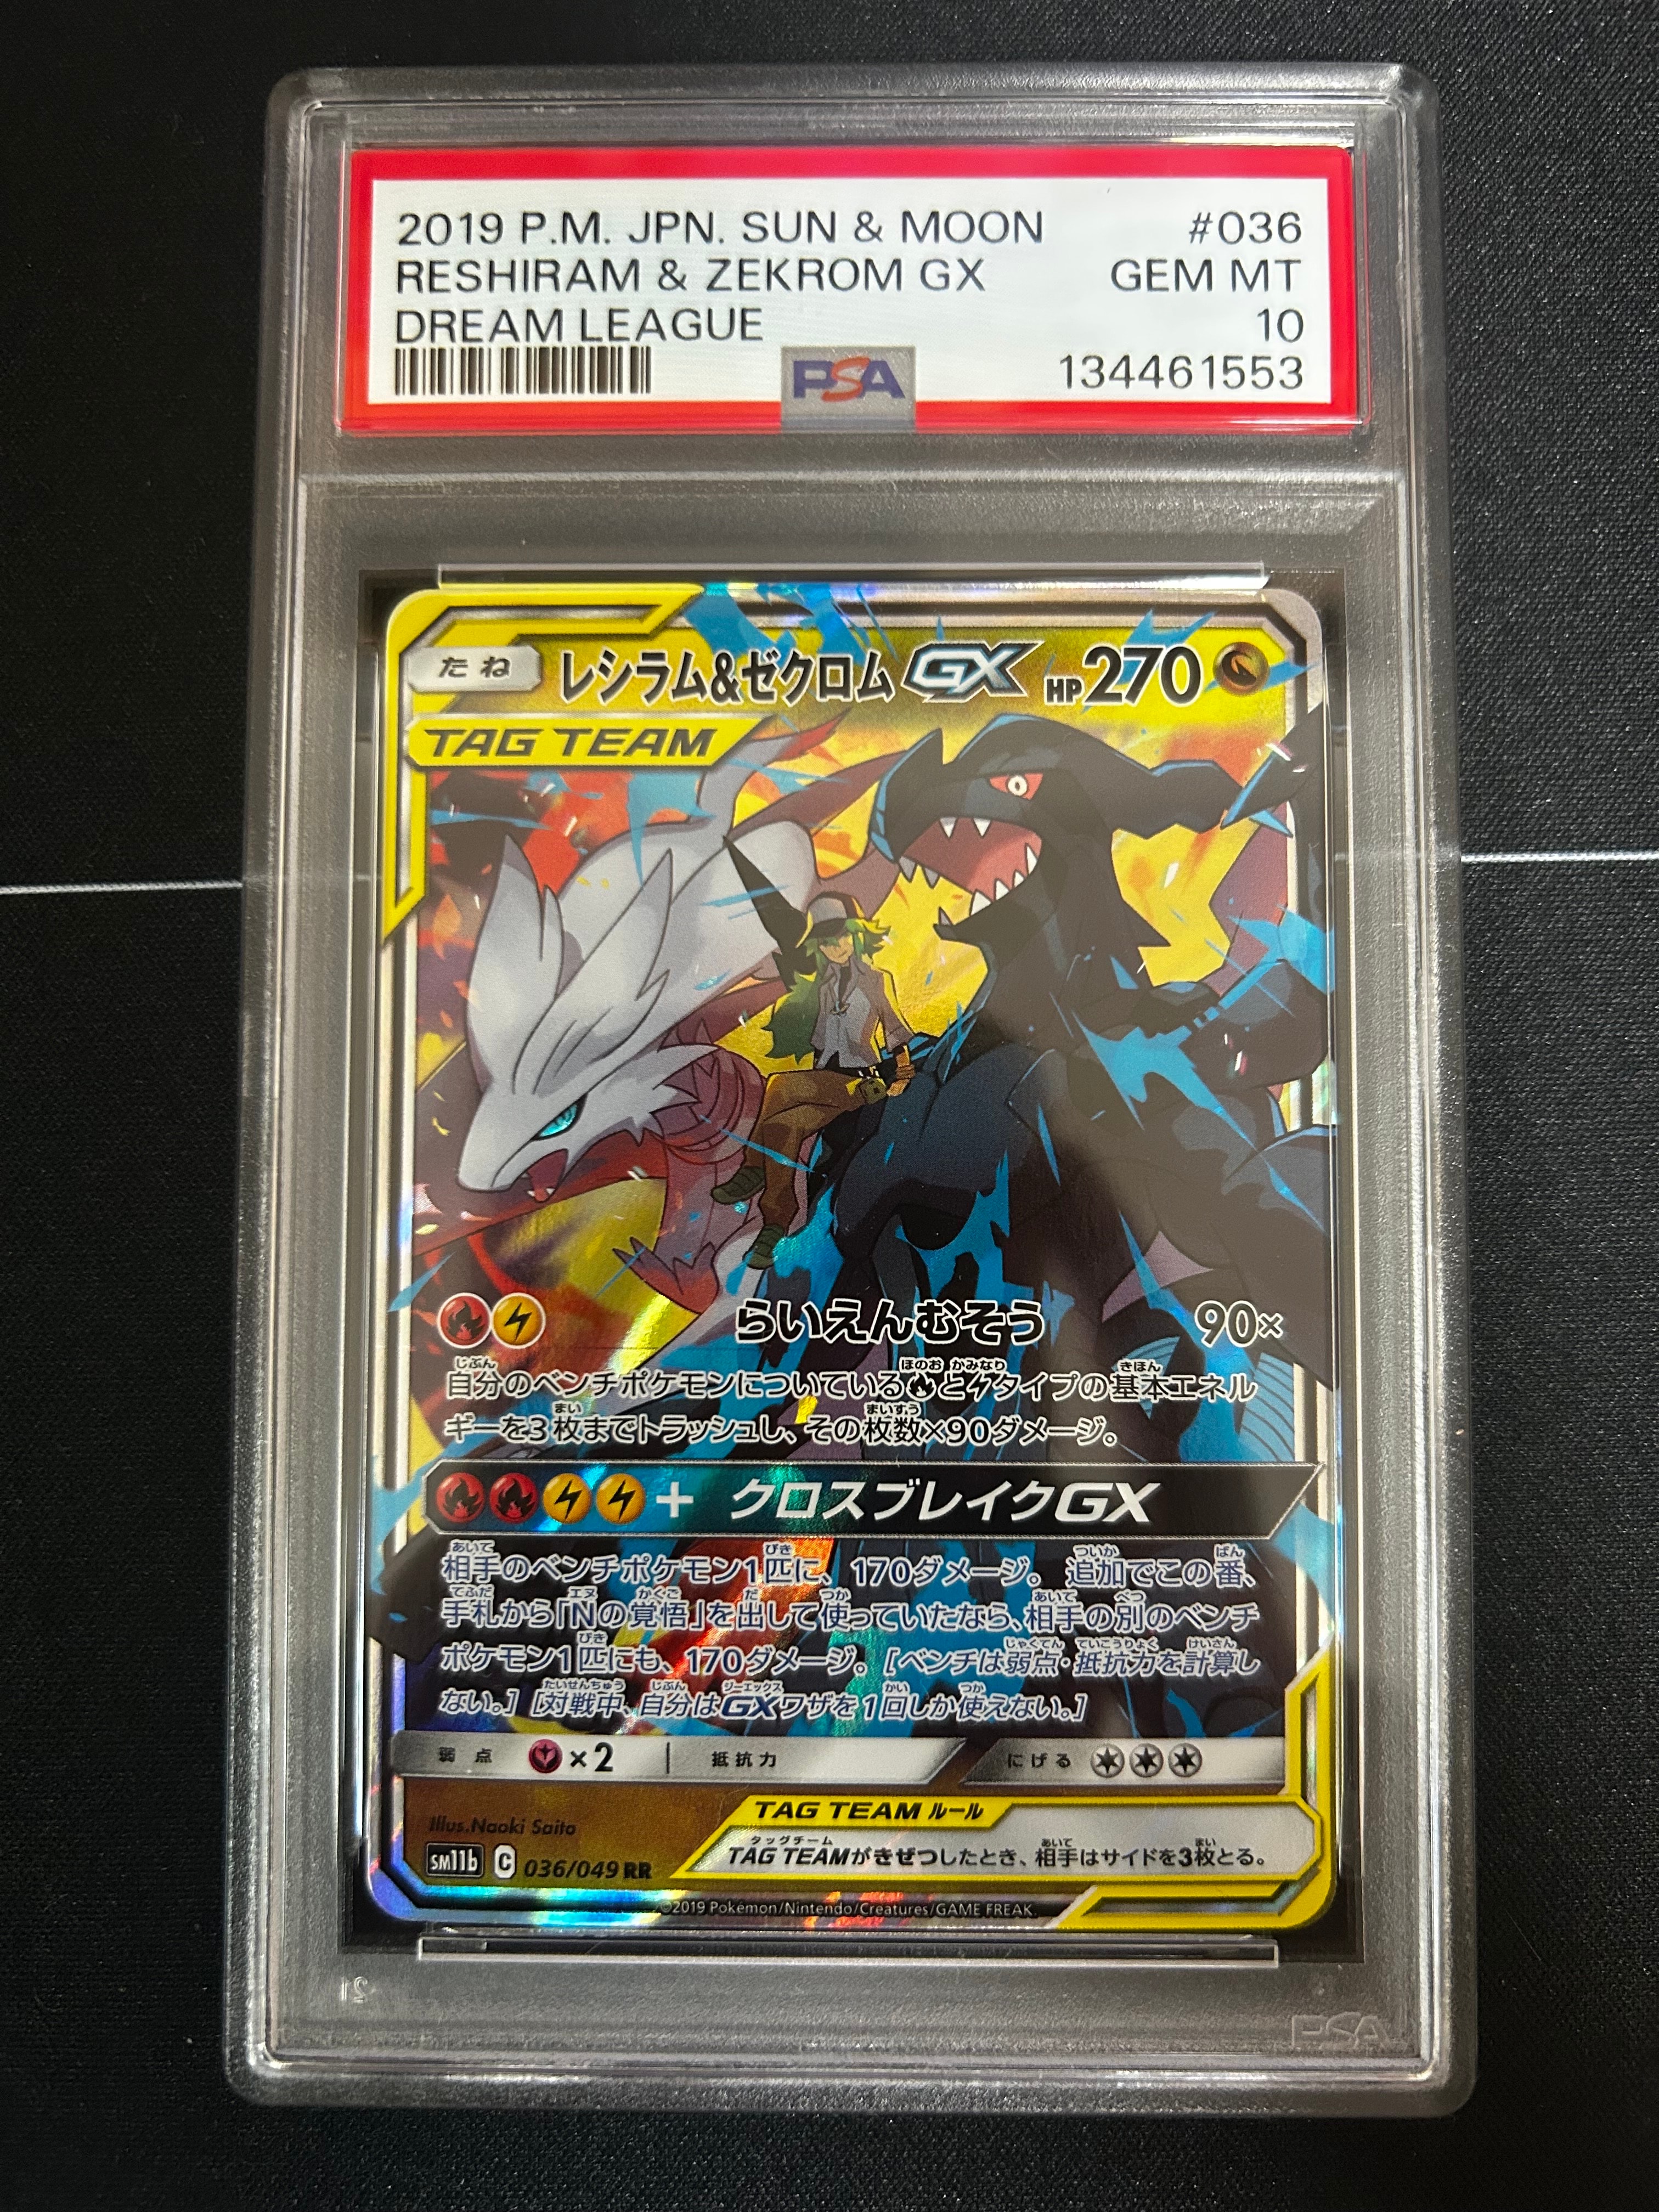 2019 P.M. JPN. SUN & MOON #036
RESHIRAM & ZEKROM GX GEM MT
DREAM LEAGUE 10
PSA 134461553
たね レシラム&ゼクロムGX HP270
TAG TEAM
らいえんむそう 90×
自分のベンチポケモンについているとタイプの基本エネル
ギーを3枚までトラッシュし、その枚数×90ダメージ。
+ クロスブレイクGX
相手のベンチポケモン1匹に、170ダメージ。追加でこの番、
手札から「Nの覚悟」を出して使っていたなら、相手の別のベンチ
ポケモン1匹にも、170ダメージ。[ベンチは弱点・抵抗力を計算し
ない。] [対戦中、自分はGXワザを1回しか使えない。]
弱点 ×2 抵抗力 にげる
Illus.Naoki Saito
TAG TEAM ルール
TAG TEAMがきぜつしたとき、相手はサイドを3枚とる。
SM11b C 036/049 RR
©2019 Pokémon/Nintendo/Creatures/GAME FREAK.
PSA